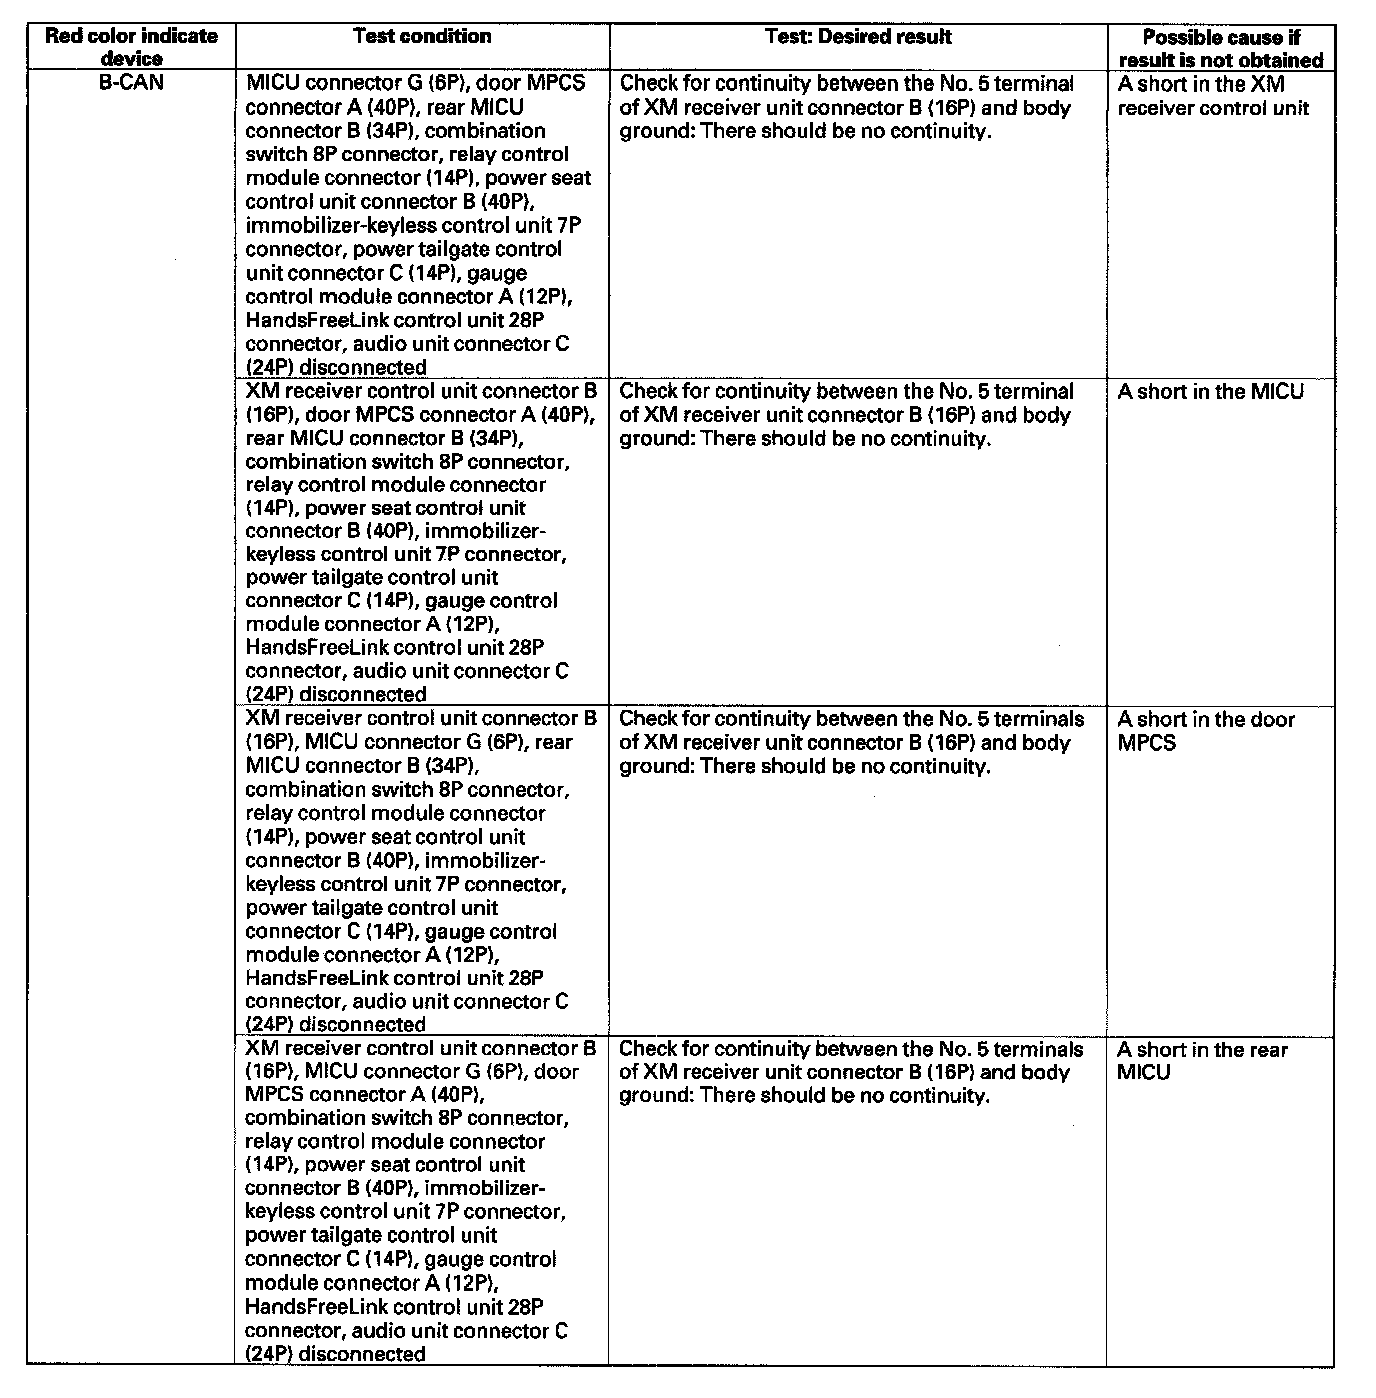 Red color indicate
device
Test condition
Test: Desired result
Possible cause if
result is not obtained
B-CAN
MICU connector G (6P), door MPCS
connector A (40P), rear MICU
connector B (34P), combination
switch 8P connector, relay control
module connector (14P), power seat
control unit connector B (40P),
immobilizer-keyless control unit 7P
connector, power tailgate control
unit connector C (14P), gauge
control module connector A (12P),
HandsFreeLink control unit 28P
connector, audio unit connector C
(24P) disconnected
Check for continuity between the No. 5 terminal
of XM receiver unit connector B (16P) and body
ground: There should be no continuity.
A short in the XM
receiver control unit
XM receiver control unit connector B
(16P), door MPCS connector A (40P),
rear MICU connector B (34P),
combination switch 8P connector,
relay control module connector
(14P), power seat control unit
connector B (40P), immobilizer-
keyless control unit 7P connector,
power tailgate control unit
connector C (14P), gauge control
module connector A (12P),
HandsFreeLink control unit 28P
connector, audio unit connector C
(24P) disconnected
Check for continuity between the No. 5 terminal
of XM receiver unit connector B (16P) and body
ground: There should be no continuity.
A short in the MICU
XM receiver control unit connector B
(16P), MICU connector G (6P), rear
MICU connector B (34P),
combination switch 8P connector,
relay control module connector
(14P), power seat control unit
connector B (40P), immobilizer-
keyless control unit 7P connector,
power tailgate control unit
connector C (14P), gauge control
module connector A (12P),
HandsFreeLink control unit 28P
connector, audio unit connector C
(24P) disconnected
Check for continuity between the No. 5 terminals
of XM receiver unit connector B (16P) and body
ground: There should be no continuity.
A short in the door
MPCS
XM receiver control unit connector B
(16P), MICU connector G (6P), door
MPCS connector A (40P),
combination switch 8P connector,
relay control module connector
(14P), power seat control unit
connector B (40P), immobilizer-
keyless control unit 7P connector,
power tailgate control unit
connector C (14P), gauge control
module connector A (12P),
HandsFreeLink control unit 28P
connector, audio unit connector C
(24P) disconnected
Check for continuity between the No. 5 terminals
of XM receiver unit connector B (16P) and body
ground: There should be no continuity.
A short in the rear
MICU